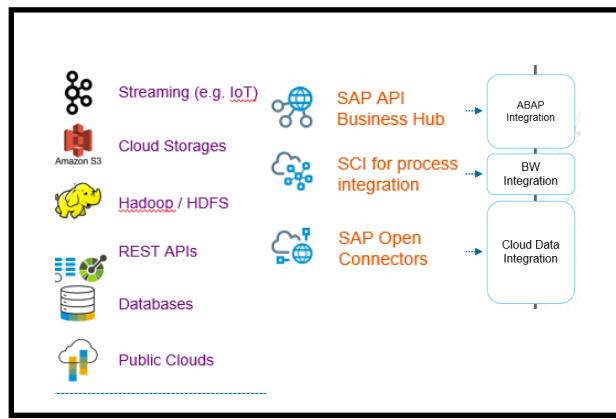 Streaming (e.g. IoT)
Amazon S3
Cloud Storages
Hadoop / HDFS
REST APIs
Databases
Public Clouds
SAP API
Business Hub
SCI for process
integration
SAP Open
Connectors
ABAP
Integration
BW
Integration
Cloud Data
Integration